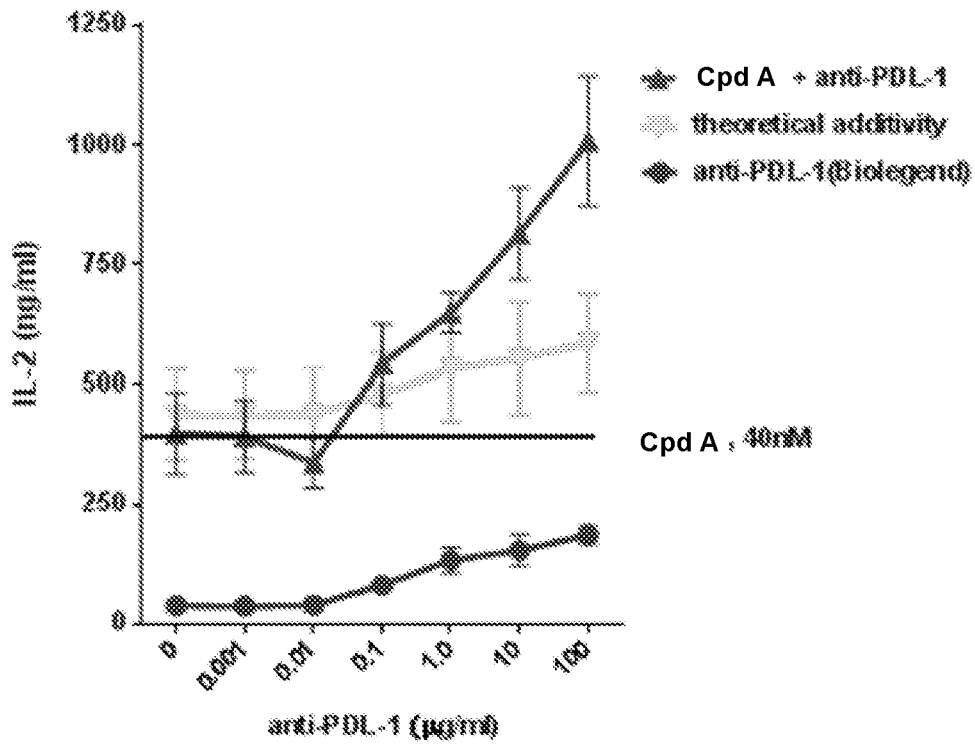 1250
1000
750
500
250
0
IL-2 (ng/ml)
0
0.001
0.01
0.1
1.0
10
100
anti-PDL-1 (μg/ml)
Cpd A + anti-PDL-1
theoretical additivity
anti-PDL-1(Biolegend)
Cpd A , 40nM